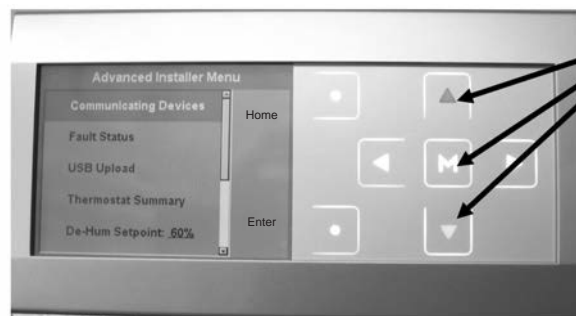 Advanced Installer Menu
Communicating Devices
Home
Fault Status
USB Upload
Thermostat Summary
De-Hum Setpoint: 60%
Enter
M